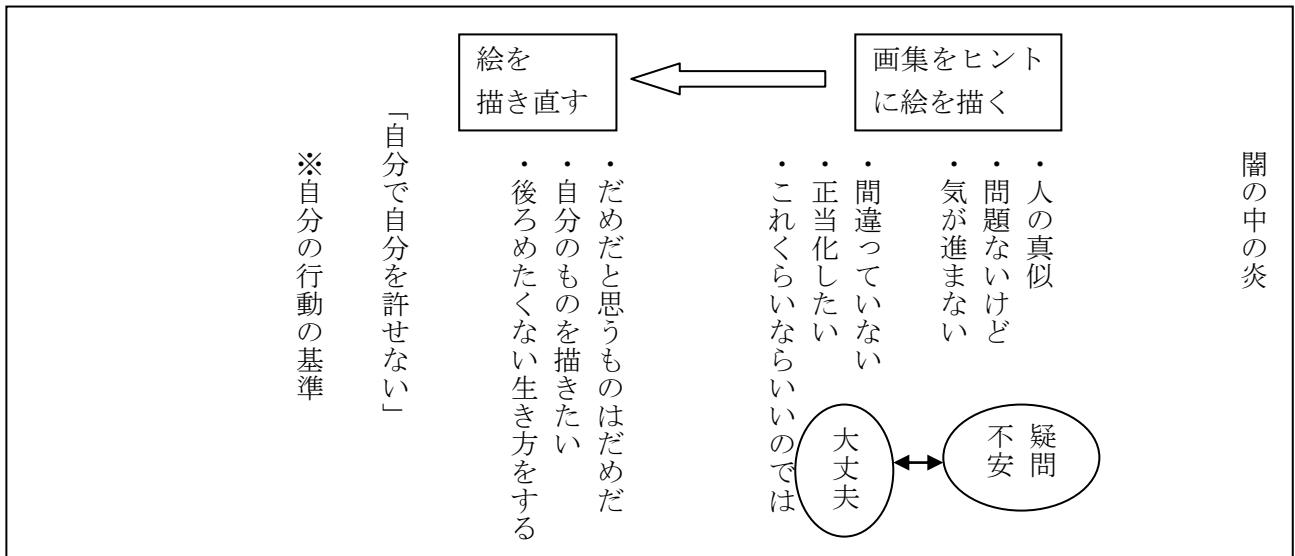 闇の中の炎
画集をヒント
に絵を描く
・人の真似
・問題ないけど
・気が進まない
疑問
不安
・間違っていない
・正当化したい
・これくらいならいいのでは
大丈夫
絵を
描き直す
・だめだと思うものはだめだ
・自分のものを描きたい
・後ろめたくない生き方をする
「自分で自分を許せない」
※自分の行動の基準